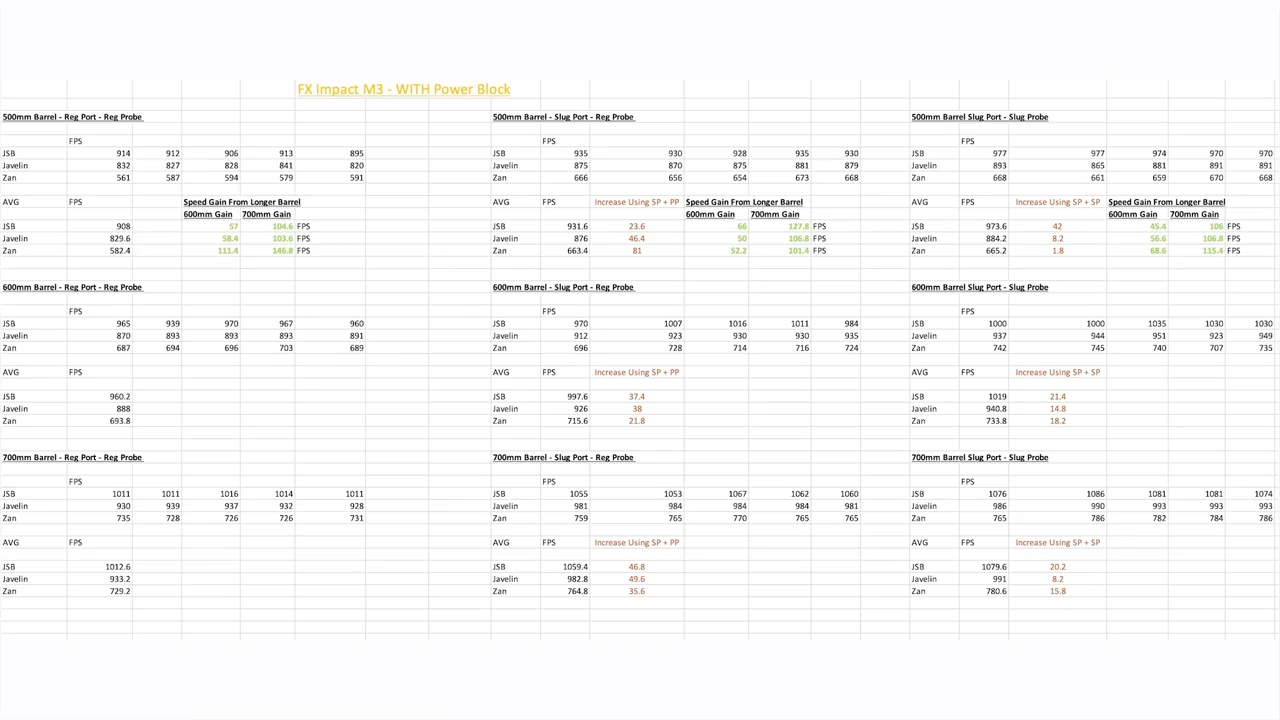 FX Impact M3 - WITH Power Block
500mm Barrel - Reg Port - Reg Probe 500mm Barrel - Slug Port - Reg Probe 500mm Barrel Slug Port - Slug Probe
FPS FPS FPS
JSB 914 912 906 913 895 JSB 935 930 928 935 930 JSB 977 977 974 970 970
Javelin 832 827 828 841 820 Javelin 875 870 875 881 879 Javelin 893 865 881 891 891
Zan 561 587 594 579 591 Zan 666 656 654 673 668 Zan 668 661 659 670 668
AVG FPS Speed Gain From Longer Barrel AVG FPS Increase Using SP + PP Speed Gain From Longer Barrel AVG FPS Increase Using SP + SP Speed Gain From Longer Barrel
600mm Gain 700mm Gain 600mm Gain 700mm Gain 600mm Gain 700mm Gain
JSB 908 57 104.6 FPS JSB 931.6 23.6 66 127.8 FPS JSB 973.6 42 45.4 106 FPS
Javelin 829.6 58.4 103.6 FPS Javelin 876 46.4 50 106.8 FPS Javelin 884.2 8.2 56.6 106.8 FPS
Zan 582.4 111.4 146.8 FPS Zan 663.4 81 52.2 101.4 FPS Zan 665.2 1.8 68.6 115.4 FPS
600mm Barrel - Reg Port - Reg Probe 600mm Barrel - Slug Port - Reg Probe 600mm Barrel Slug Port - Slug Probe
FPS FPS FPS
JSB 965 939 970 967 960 JSB 970 1007 1016 1011 984 JSB 1000 1000 1035 1030 1030
Javelin 870 893 893 893 891 Javelin 912 923 930 930 935 Javelin 937 944 951 923 949
Zan 687 694 696 703 689 Zan 696 728 714 716 724 Zan 742 745 740 707 735
AVG FPS AVG FPS Increase Using SP + PP AVG FPS Increase Using SP + SP
JSB 960.2 JSB 997.6 37.4 JSB 1019 21.4
Javelin 888 Javelin 926 38 Javelin 940.8 14.8
Zan 693.8 Zan 715.6 21.8 Zan 733.8 18.2
700mm Barrel - Reg Port - Reg Probe 700mm Barrel - Slug Port - Reg Probe 700mm Barrel Slug Port - Slug Probe
FPS FPS FPS
JSB 1011 1011 1016 1014 1011 JSB 1055 1053 1067 1062 1060 JSB 1076 1086 1081 1081 1074
Javelin 930 939 937 932 928 Javelin 981 984 984 984 981 Javelin 986 990 993 993 993
Zan 735 728 726 726 731 Zan 759 765 770 765 765 Zan 765 786 782 784 786
AVG FPS AVG FPS Increase Using SP + PP AVG FPS Increase Using SP + SP
JSB 1012.6 JSB 1059.4 46.8 JSB 1079.6 20.2
Javelin 933.2 Javelin 982.8 49.6 Javelin 991 8.2
Zan 729.2 Zan 764.8 35.6 Zan 780.6 15.8